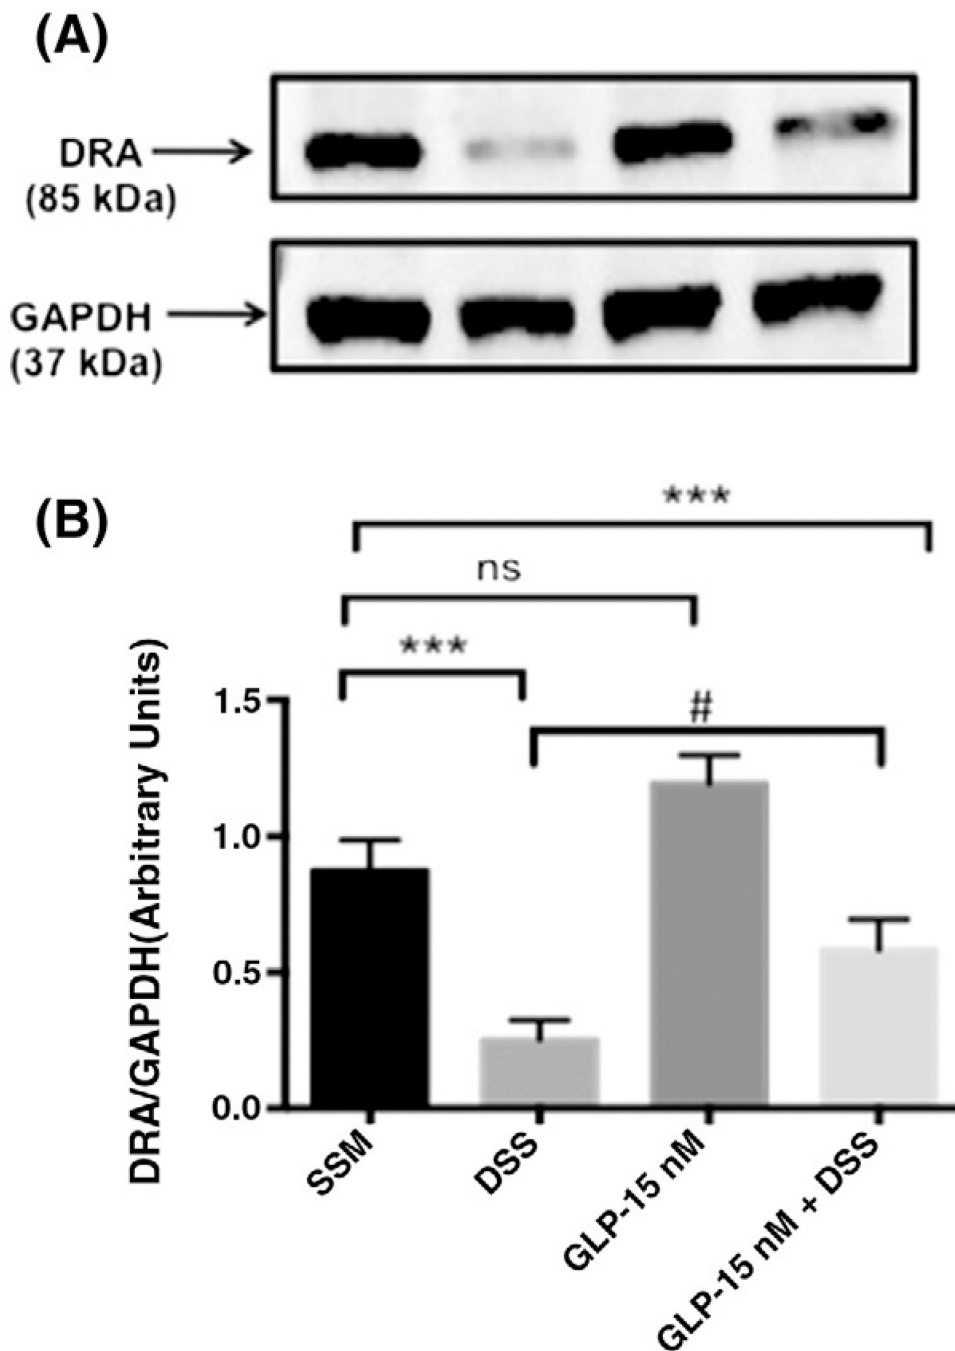 (A)
DRA
(85 kDa)
GAPDH
(37 kDa)
(B)
***
ns
***
#
DRA/GAPDH(Arbitrary Units)
1.5
1.0
0.5
0.0
SSM
DSS
GLP-15 nM
GLP-15 nM + DSS